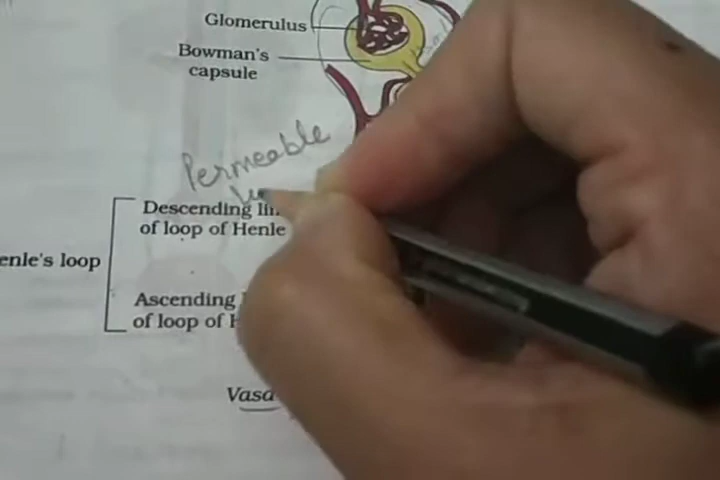 Glomerulus
Bowman's
capsule
Permeable
Descending
of loop of Henle
enle's loop
Ascending
of loop of
Vasa